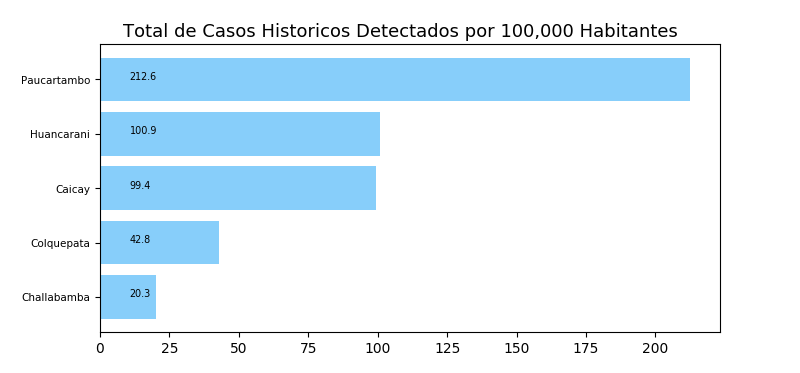 Total de Casos Historicos Detectados por 100,000 Habitantes
Paucartambo 212.6
Huancarani 100.9
Caicay 99.4
Colquepata 42.8
Challabamba 20.3
0 25 50 75 100 125 150 175 200